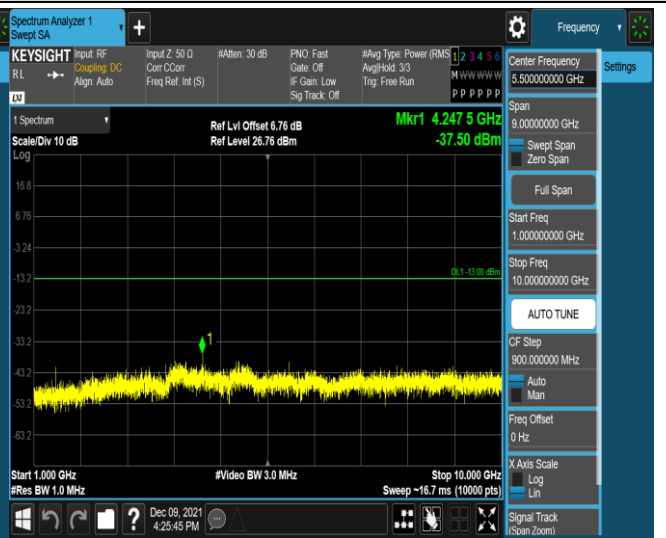 Spectrum Analyzer 1
Swept SA
Frequency
KEYSIGHT
RL
Input: RF
Coupling: DC
Align: Auto
Input Z: 50 Ω
Corr CCorr
Freq Ref: Int (S)
#Atten: 30 dB
PNO: Fast
Gate: Off
IF Gain: Low
Sig Track: Off
#Avg Type: Power (RMS
Avg|Hold: 3/3
Trig: Free Run
1 2 3 4 5 6
M W W W W W
P P P P P P
LXI
1 Spectrum
Scale/Div 10 dB
Ref Lvl Offset 6.76 dB
Ref Level 26.76 dBm
Mkr1 4.247 5 GHz
-37.50 dBm
Log
16.8
6.76
-3.24
-13.2
-23.2
-33.2
-43.2
-53.2
-63.2
DL1 -13.00 dBm
1
Start 1.000 GHz
#Res BW 1.0 MHz
#Video BW 3.0 MHz
Stop 10.000 GHz
Sweep ~16.7 ms (10000 pts)
?
Dec 09, 2021
4:25:45 PM
Center Frequency
5.500000000 GHz
Span
9.00000000 GHz
Swept Span
Zero Span
Full Span
Start Freq
1.000000000 GHz
Stop Freq
10.000000000 GHz
AUTO TUNE
CF Step
900.000000 MHz
Auto
Man
Freq Offset
0 Hz
X Axis Scale
Log
Lin
Signal Track
(Span Zoom)
Settings